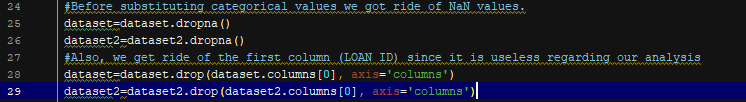 24 #Before substituting categorical values we got ride of NaN values.
25 dataset=dataset.dropna()
26 dataset2=dataset2.dropna()
27 #Also, we get ride of the first column (LOAN ID) since it is useless regarding our analysis
28 dataset=dataset.drop(dataset.columns[0], axis='columns')
29 dataset2=dataset2.drop(dataset2.columns[0], axis='columns')